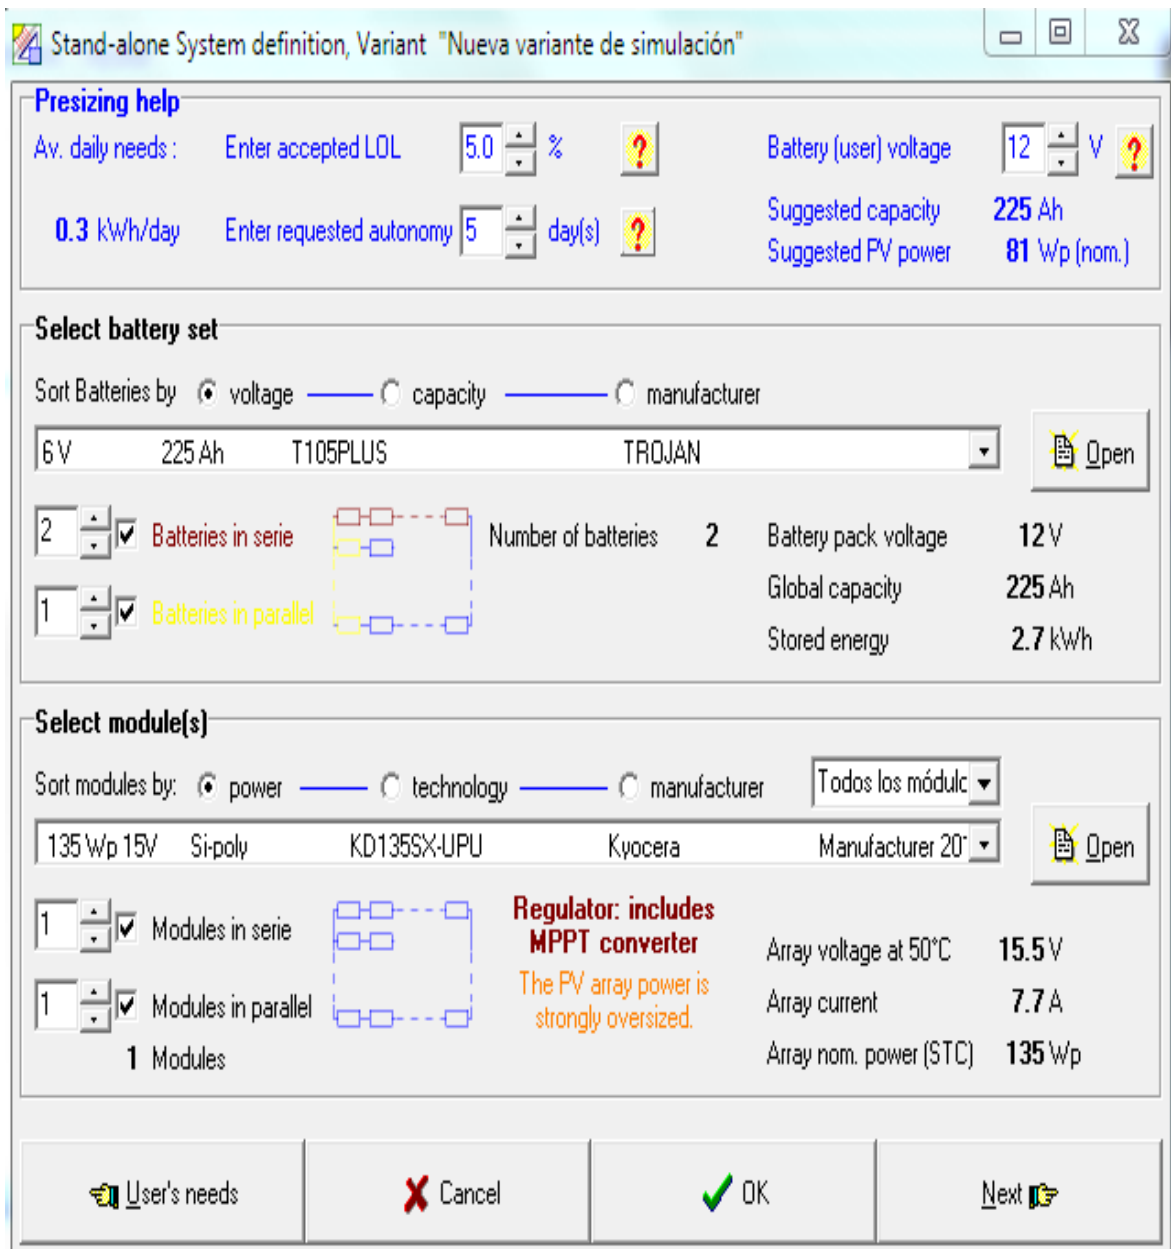 Stand-alone System definition, Variant "Nueva variante de simulación"
Presizing help
Av. daily needs : Enter accepted LOL 5.0 % ? Battery (user) voltage 12 V ?
Suggested capacity 225 Ah
0.3 kWh/day Enter requested autonomy 5 day(s) ?
Suggested PV power 81 Wp (nom.)
Select battery set
Sort Batteries by voltage capacity manufacturer
6 V 225 Ah T105PLUS TROJAN Open
2 Batteries in serie Number of batteries 2 Battery pack voltage 12 V
Global capacity 225 Ah
1 Batteries in parallel
Stored energy 2.7 kWh
Select module(s)
Sort modules by: power technology manufacturer Todos los módulc
135 Wp 15V Si-poly KD135SX-UPU Kyocera Manufacturer 20 Open
1 Modules in serie
Regulator: includes
MPPT converter
Array voltage at 50°C 15.5 V
The PV array power is
strongly oversized.
1 Modules in parallel Array current 7.7 A
1 Modules Array nom. power (STC) 135 Wp
User's needs Cancel OK Next